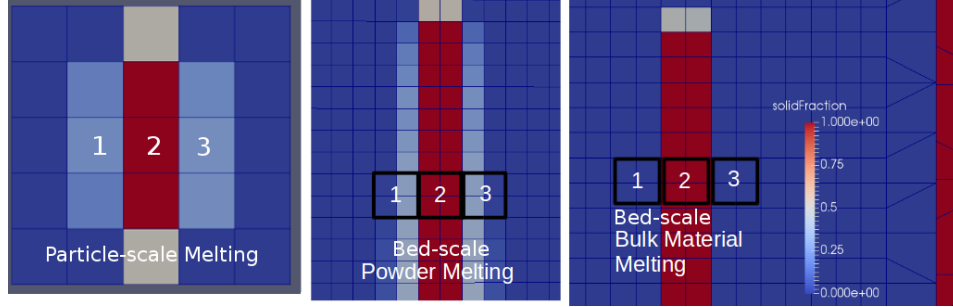 1 2 3
Particle-scale Melting
1 2 3
Bed-scale
Powder Melting
1 2 3
Bed-scale
Bulk Material
Melting
solidFraction
1.000e+00
0.75
0.5
0.25
0.000e+00